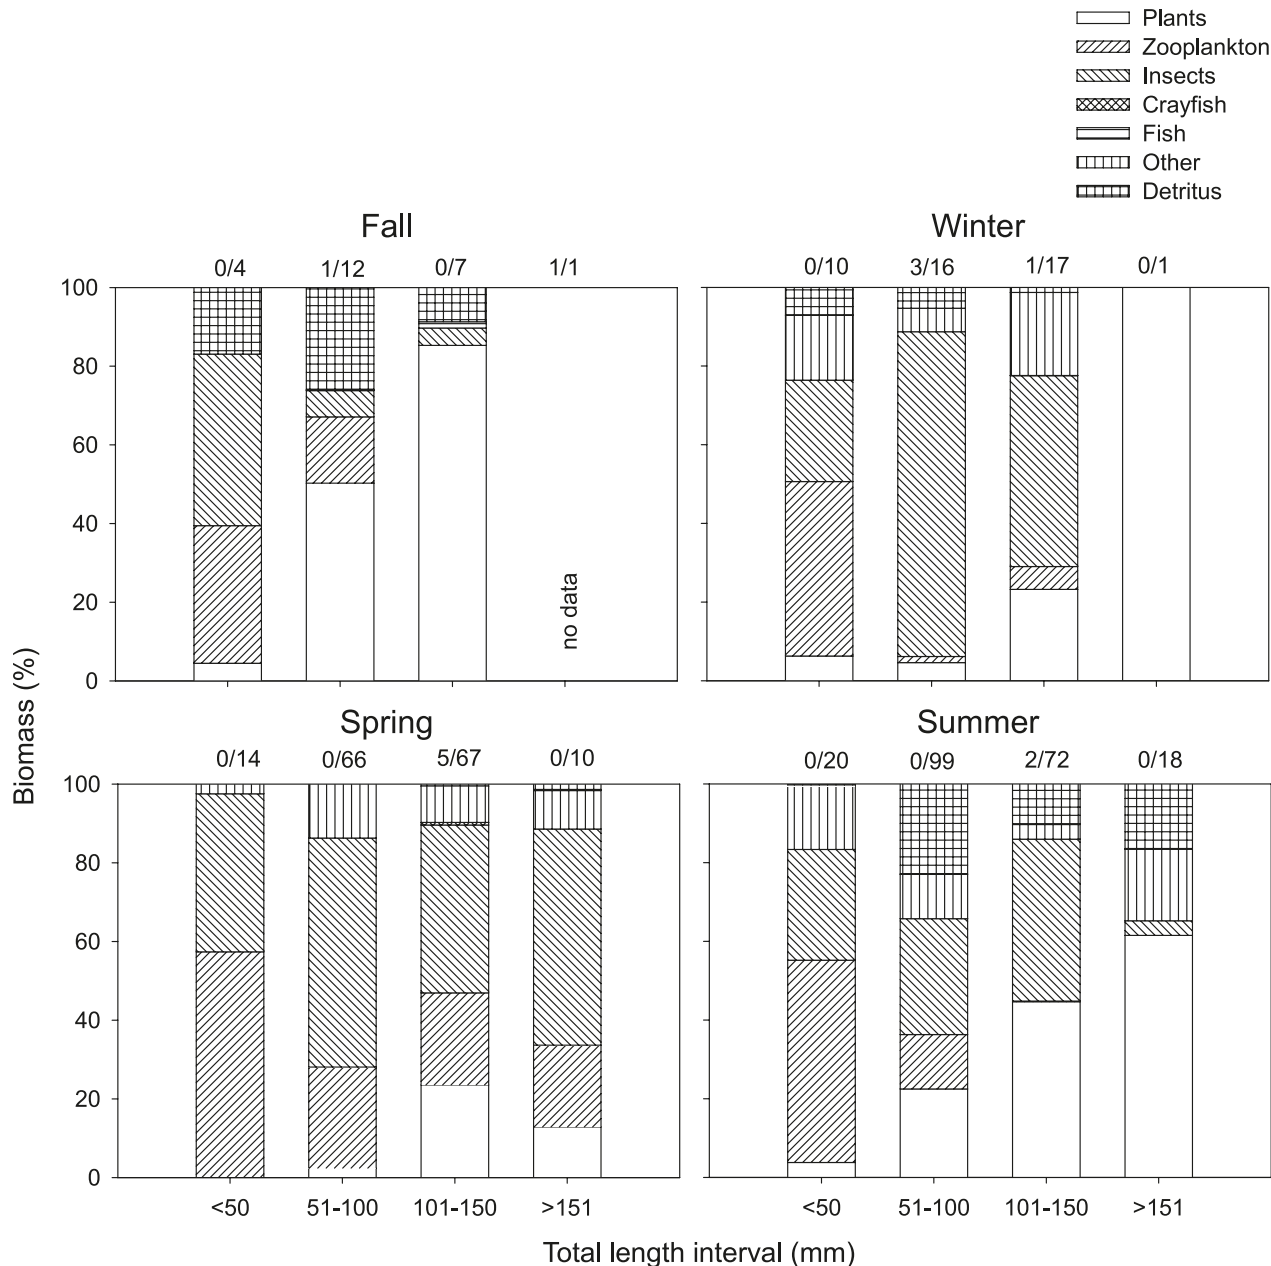 Plants
Zooplankton
Insects
Crayfish
Fish
Other
Detritus
Fall
Winter
0/4 1/12 0/7 1/1
0/10 3/16 1/17 0/1
100
80
60
40
20
0
no data
Biomass (%)
Spring
Summer
0/14 0/66 5/67 0/10
0/20 0/99 2/72 0/18
100
80
60
40
20
0
<50 51-100 101-150 >151
<50 51-100 101-150 >151
Total length interval (mm)